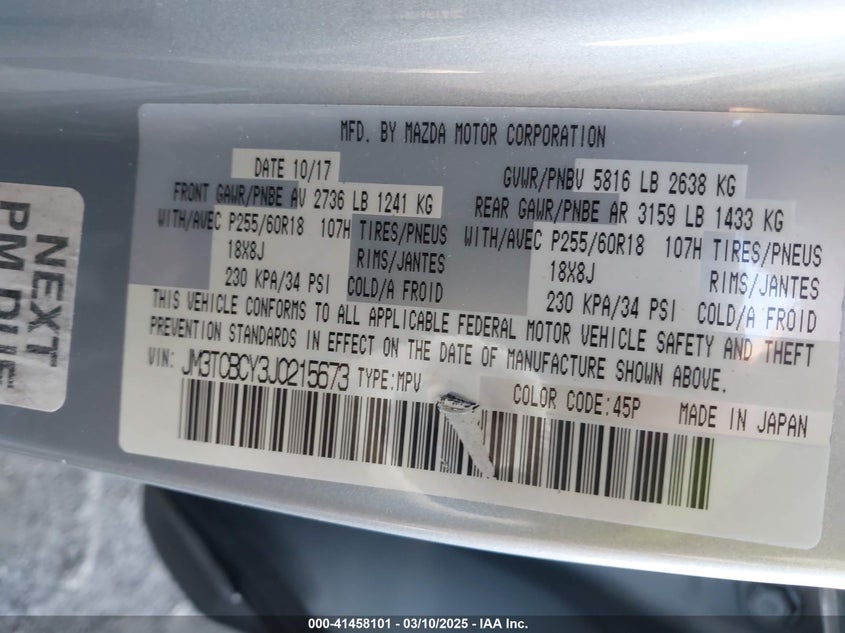 MFD. BY MAZDA MOTOR CORPORATION
DATE 10/17
GVWR/PNBV 5816 LB 2638 KG
FRONT GAWR/PNBE AV 2736 LB 1241 KG
REAR GAWR/PNBE AR 3159 LB 1433 KG
WITH/AVEC P255/60R18 107H TIRES/PNEUS
WITH/AVEC P255/60R18 107H TIRES/PNEUS
18X8J RIMS/JANTES
18X8J RIMS/JANTES
230 KPA/34 PSI COLD/A FROID
230 KPA/34 PSI COLD/A FROID
THIS VEHICLE CONFORMS TO ALL APPLICABLE FEDERAL MOTOR VEHICLE SAFETY AND THEFT
PREVENTION STANDARDS IN EFFECT ON THE DATE OF MANUFACTURE SHOWN ABOVE.
VIN: JM3TCBCY3J0215673 TYPE:MPV
COLOR CODE:45P MADE IN JAPAN
NEXT
PM DUE
000-41458101 — 03/10/2025 — IAA Inc.